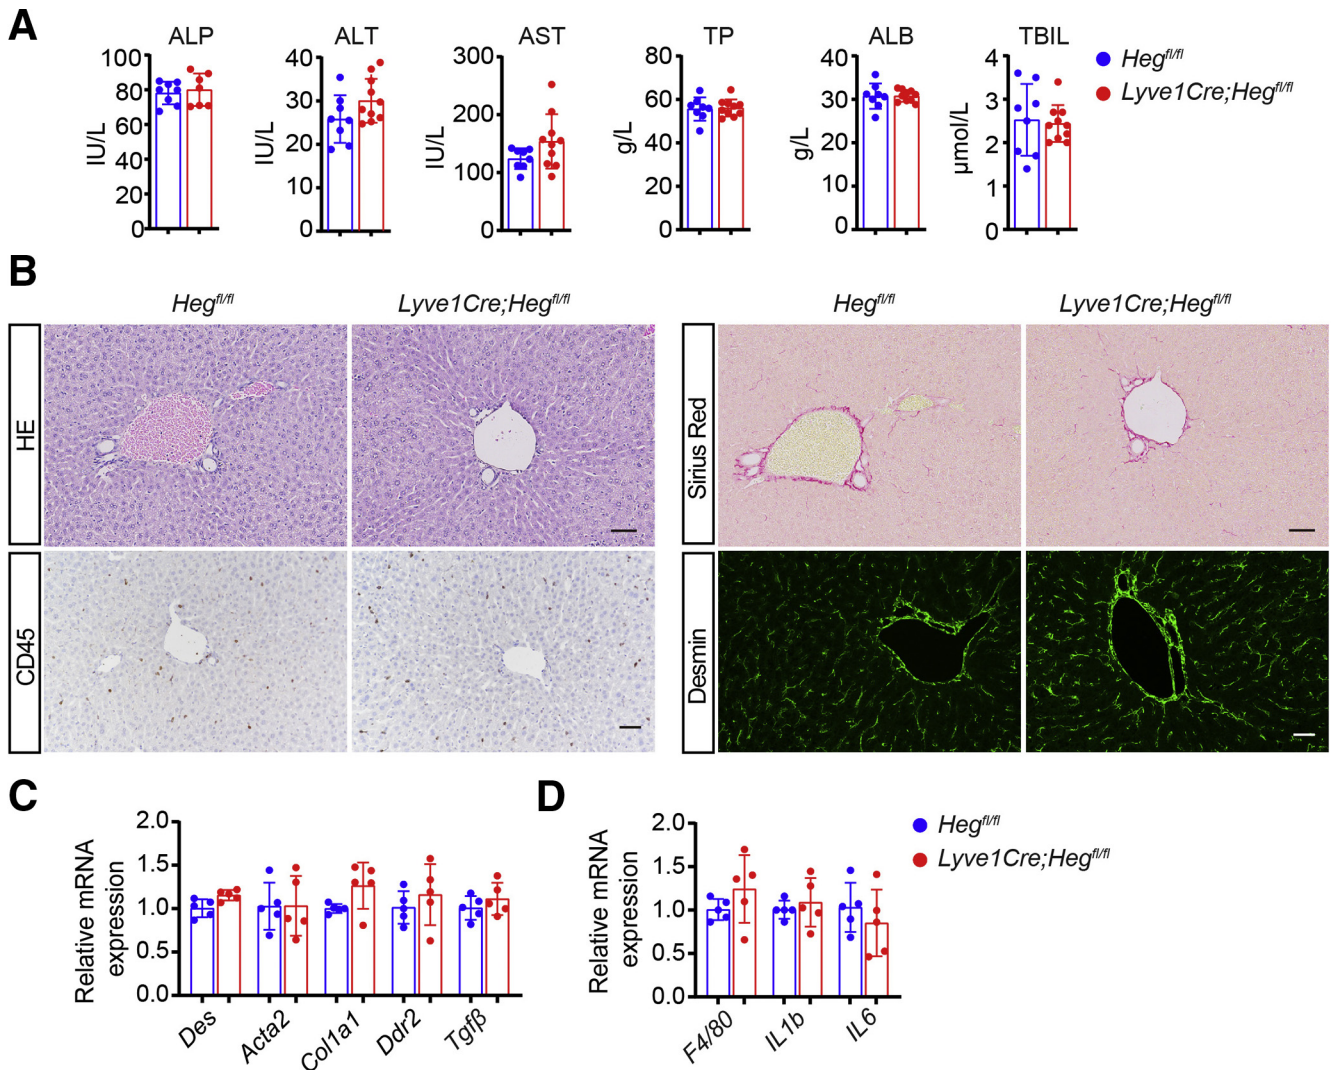 A
ALP
ALT
AST
TP
ALB
TBIL
Heg^fl/fl
Lyve1Cre;Heg^fl/fl
100
80
60
40
20
0
IU/L
40
30
20
10
0
IU/L
300
200
100
0
IU/L
80
60
40
20
0
g/L
40
30
20
10
0
g/L
4
3
2
1
0
µmol/L
B
Heg^fl/fl
Lyve1Cre;Heg^fl/fl
Heg^fl/fl
Lyve1Cre;Heg^fl/fl
HE
Sirius Red
CD45
Desmin
C
Relative mRNA
expression
2.0
1.5
1.0
0.5
0.0
Des
Acta2
Col1a1
Ddr2
Tgfβ
D
Relative mRNA
expression
2.0
1.5
1.0
0.5
0.0
F4/80
IL1b
IL6
Heg^fl/fl
Lyve1Cre;Heg^fl/fl